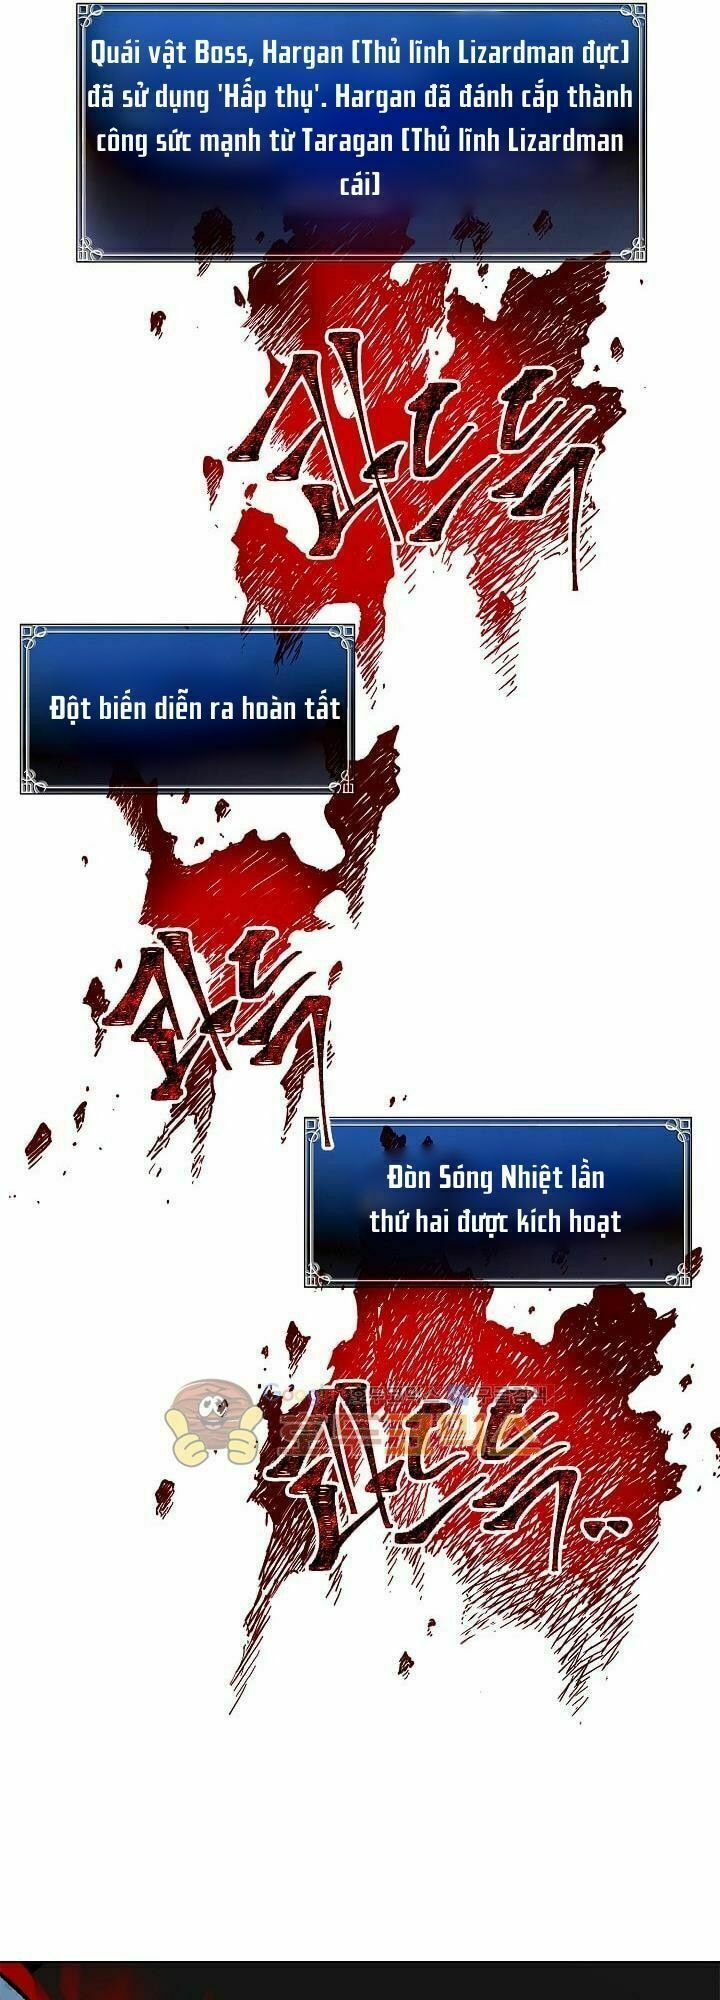 Quái vật Boss, Hargan [Thủ lĩnh Lizardman đực]
đã sử dụng 'Hấp thụ'. Hargan đã đánh cắp thành
công sức mạnh từ Taragan [Thủ lĩnh Lizardman
cái]
Đột biến diễn ra hoàn tất
Đòn Sóng Nhiệt lần
thứ hai được kích hoạt